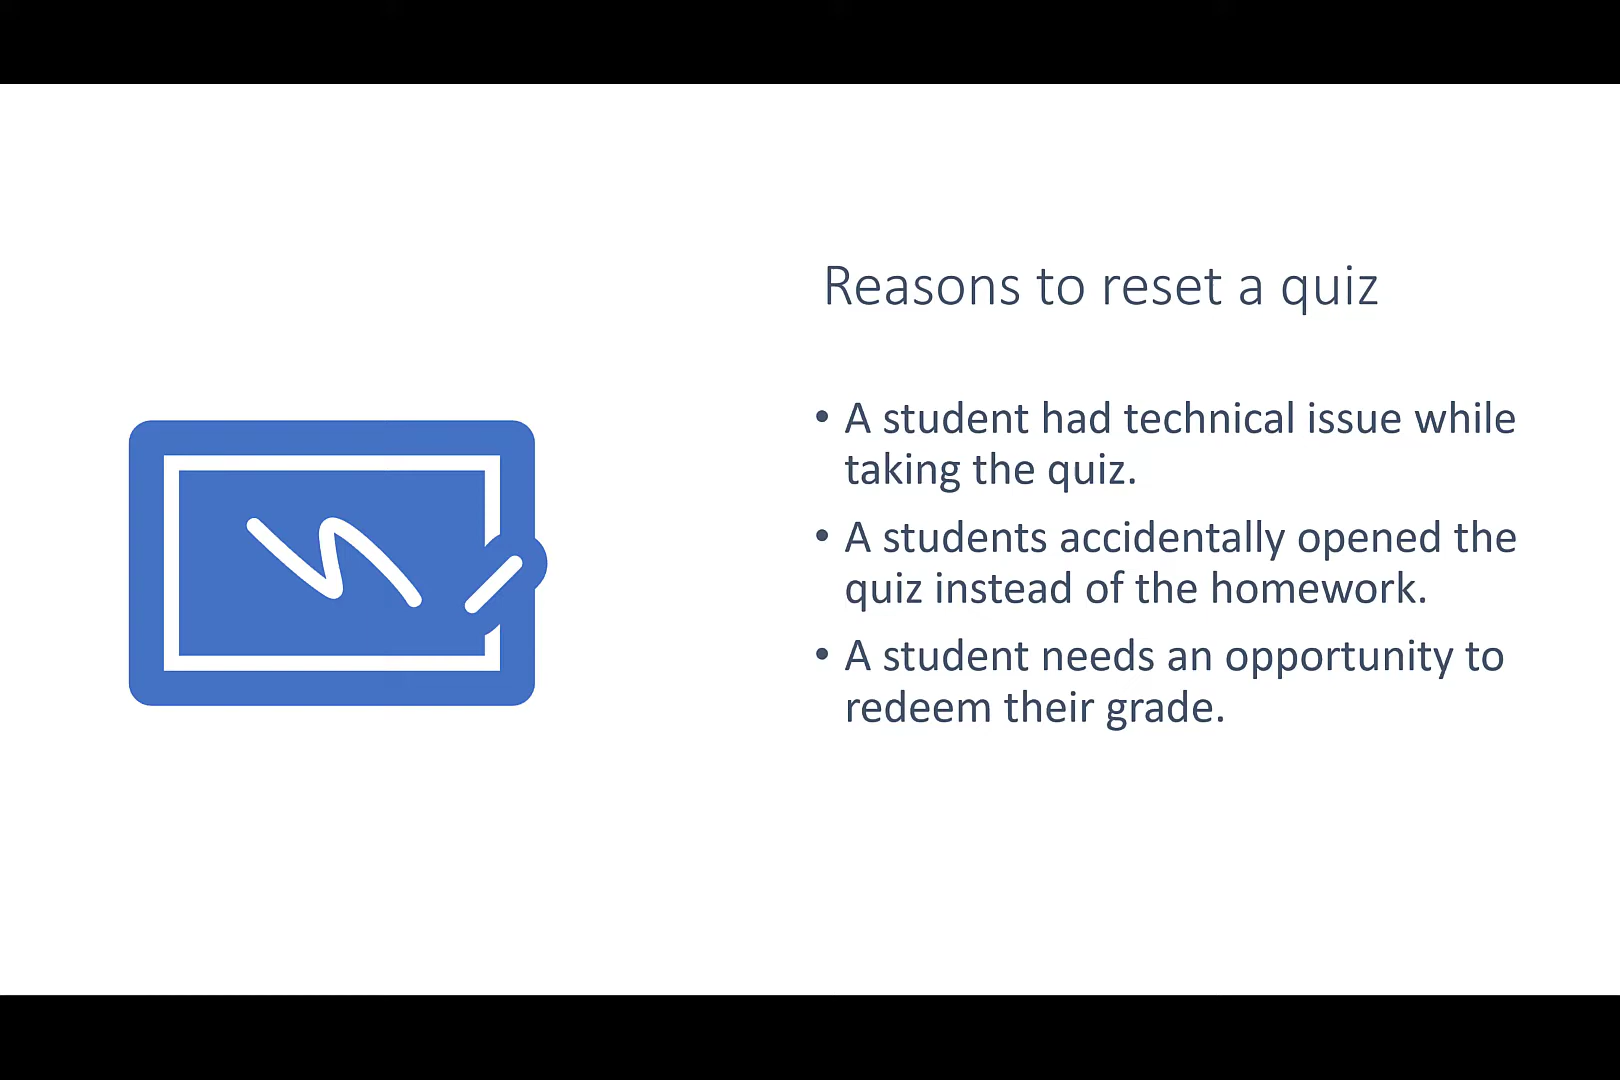 Reasons to reset a quiz
• A student had technical issue while
taking the quiz.
• A students accidentally opened the
quiz instead of the homework.
• A student needs an opportunity to
redeem their grade.